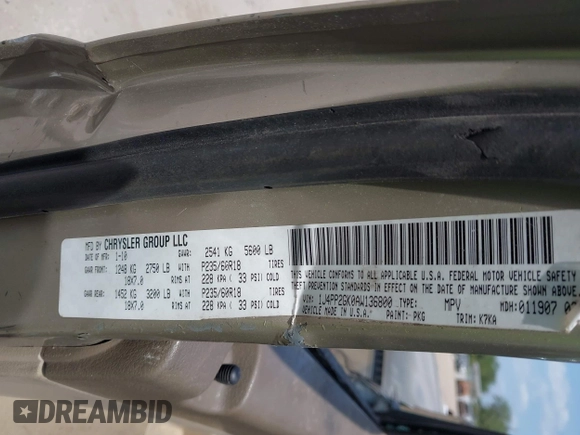 MFD BY CHRYSLER GROUP LLC
DATE OF MFR 1-10 GVWR: 2541 KG 5600 LB
GAWR FRONT: 1248 KG 2750 LB WITH P235/60R18 TIRES
18X7.0 RIMS AT 228 KPA( 33 PSI) COLD
GAWR REAR: 1452 KG 3200 LB WITH P235/60R18 TIRES
18X7.0 RIMS AT 228 KPA( 33 PSI) COLD
THIS VEHICLE CONFORMS TO ALL APPLICABLE U.S.A. FEDERAL MOTOR VEHICLE SAFETY
THEFT PREVENTION STANDARDS IN EFFECT ON THE DATE OF MANUFACTURE SHOWN ABOVE.
TYPE: MPV MDH: 011907
VEHICLE MADE IN U.S.A. PAINT: PKG TRIM: K7KA
DREAMBID